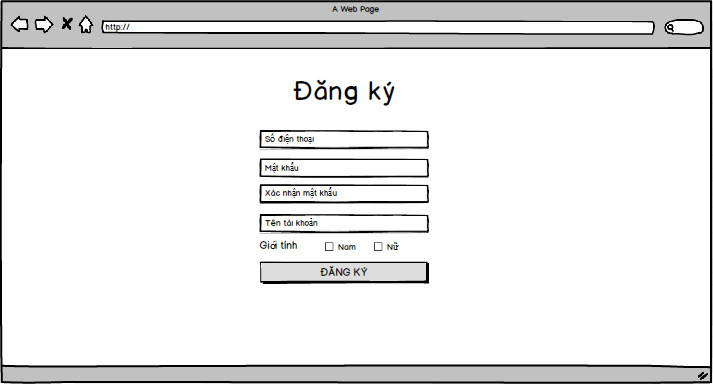 A Web Page
http://
Đăng ký
Số điện thoại
Mật khẩu
Xác nhận mật khẩu
Tên tài khoản
Giới tính Nam Nữ
ĐĂNG KÝ